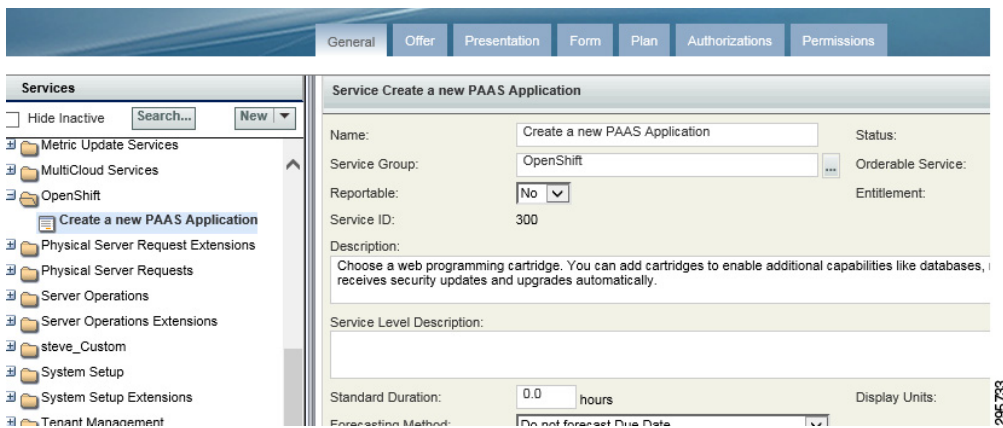 General Offer Presentation Form Plan Authorizations Permissions
Services
Hide Inactive Search... New
Metric Update Services
MultiCloud Services
OpenShift
Create a new PAAS Application
Physical Server Request Extensions
Physical Server Requests
Server Operations
Server Operations Extensions
steve_Custom
System Setup
System Setup Extensions
Tenant Management
Service Create a new PAAS Application
Name: Create a new PAAS Application Status:
Service Group: OpenShift ... Orderable Service:
Reportable: No Entitlement:
Service ID: 300
Description:
Choose a web programming cartridge. You can add cartridges to enable additional capabilities like databases,
receives security updates and upgrades automatically.
Service Level Description:
Standard Duration: 0.0 hours Display Units:
Forecasting Method: Do not forecast Due Date
295733